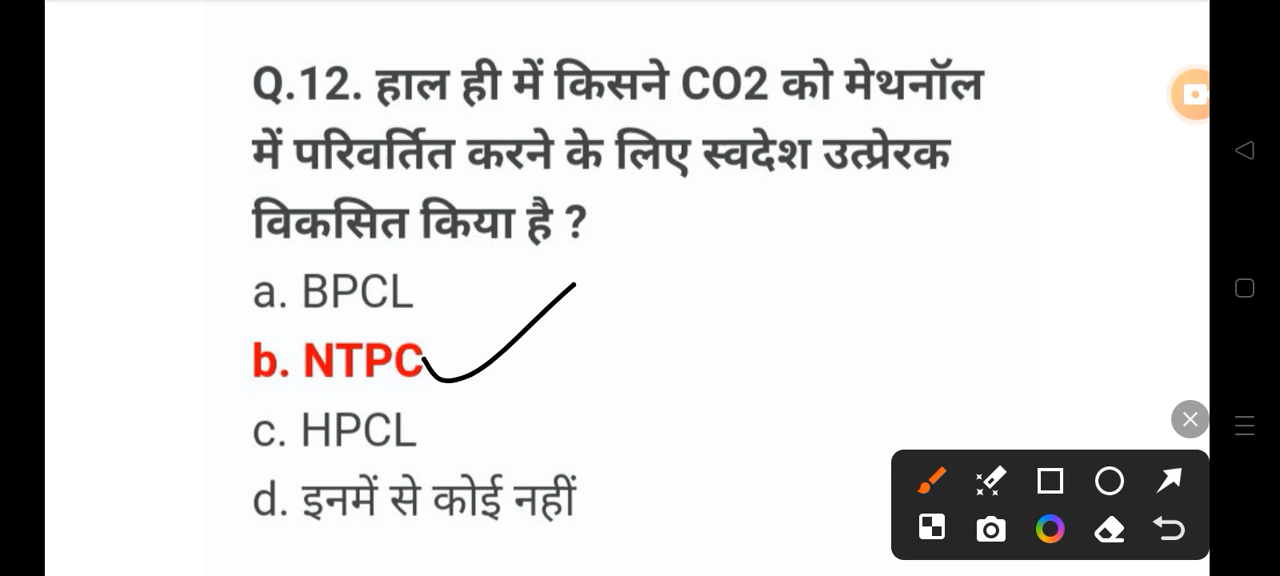 Q.12. हाल ही में किसने CO2 को मेथनॉल
में परिवर्तित करने के लिए स्वदेश उत्प्रेरक
विकसित किया है ?
a. BPCL
b. NTPC
c. HPCL
d. इनमें से कोई नहीं